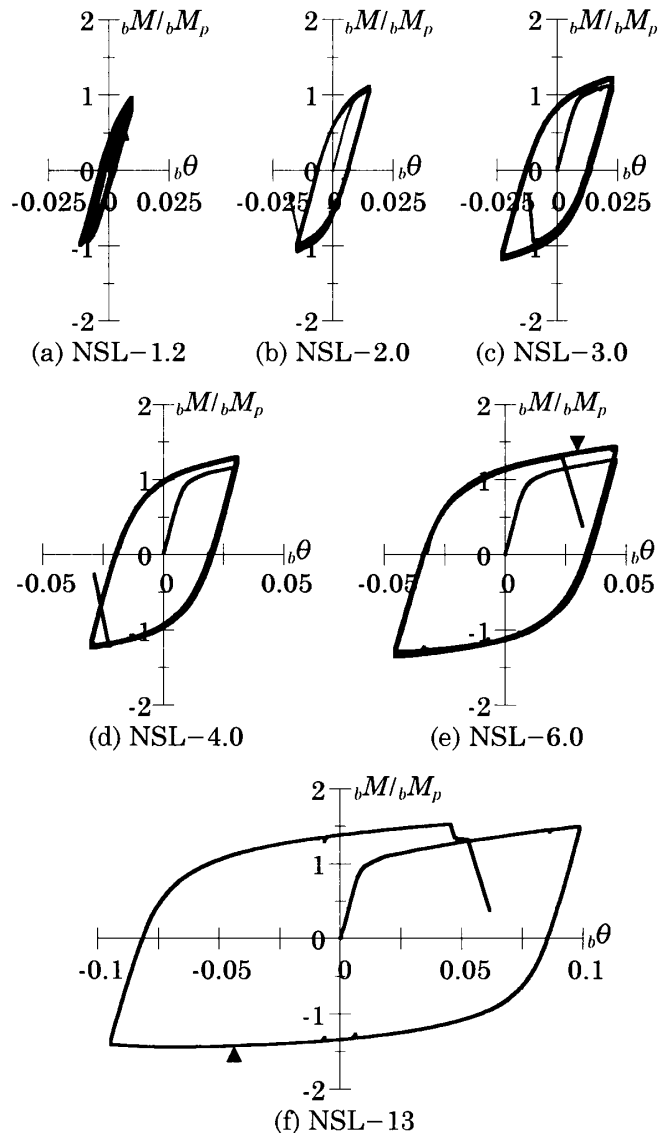 2 bM/bMp
1
0
-0.025 0 0.025 bθ
-1
-2
(a) NSL-1.2
2 bM/bMp
1
0
-0.025 0 0.025 bθ
-1
-2
(b) NSL-2.0
2 bM/bMp
1
0
-0.025 0 0.025 bθ
-1
-2
(c) NSL-3.0
2 bM/bMp
1
0
-0.05 0 0.05 bθ
-1
-2
(d) NSL-4.0
2 bM/bMp
1
0
-0.05 0 0.05 bθ
-1
-2
(e) NSL-6.0
2 bM/bMp
1
0
-0.1 -0.05 0 0.05 0.1 bθ
-1
-2
(f) NSL-13